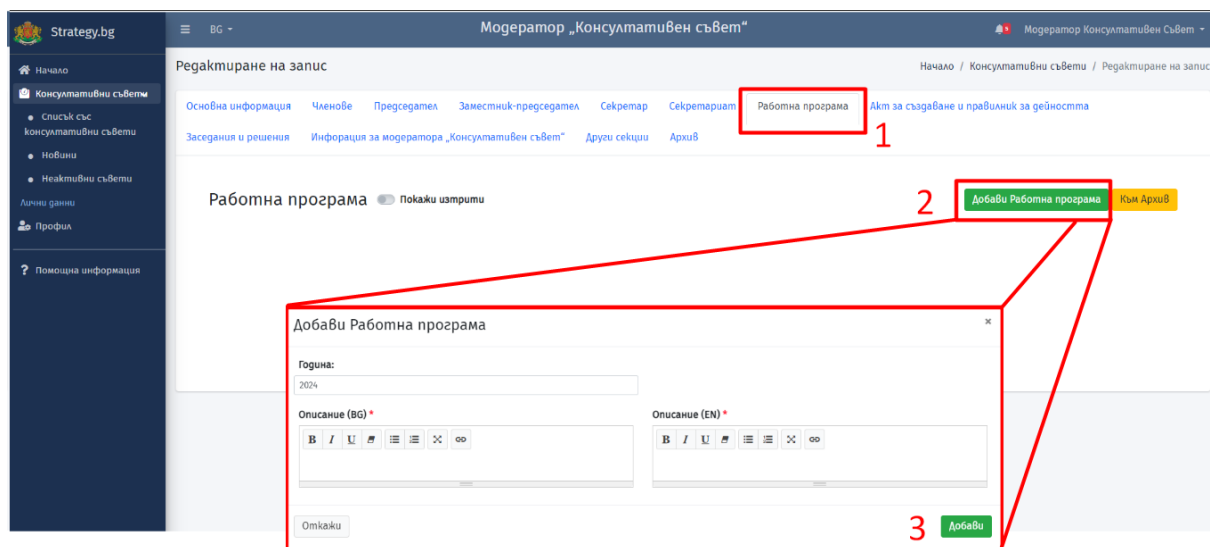 Strategy.bg
BG
Модератор „Консултативен съвет“
Модератор Консултативен Съвет
Начало
Консултативни съвети
Списък със
консултативни съвети
Новини
Неактивни съвети
Лични данни
Профил
? Помощна информация
Редактиране на запис
Начало / Консултативни съвети / Редактиране на запис
Основна информация Членове Председател Заместник-председател Секретар Секретариат Работна програма Акт за създаване и правилник за дейността
1
Заседания и решения Инфорация за модератора „Консултативен съвет“ Други секции Архив
Работна програма Покажи изтрити 2 Добави Работна програма Към Архив
Добави Работна програма ×
Година:
2024
Описание (BG) * Описание (EN) *
B I U B I U
Откажи 3 Добави